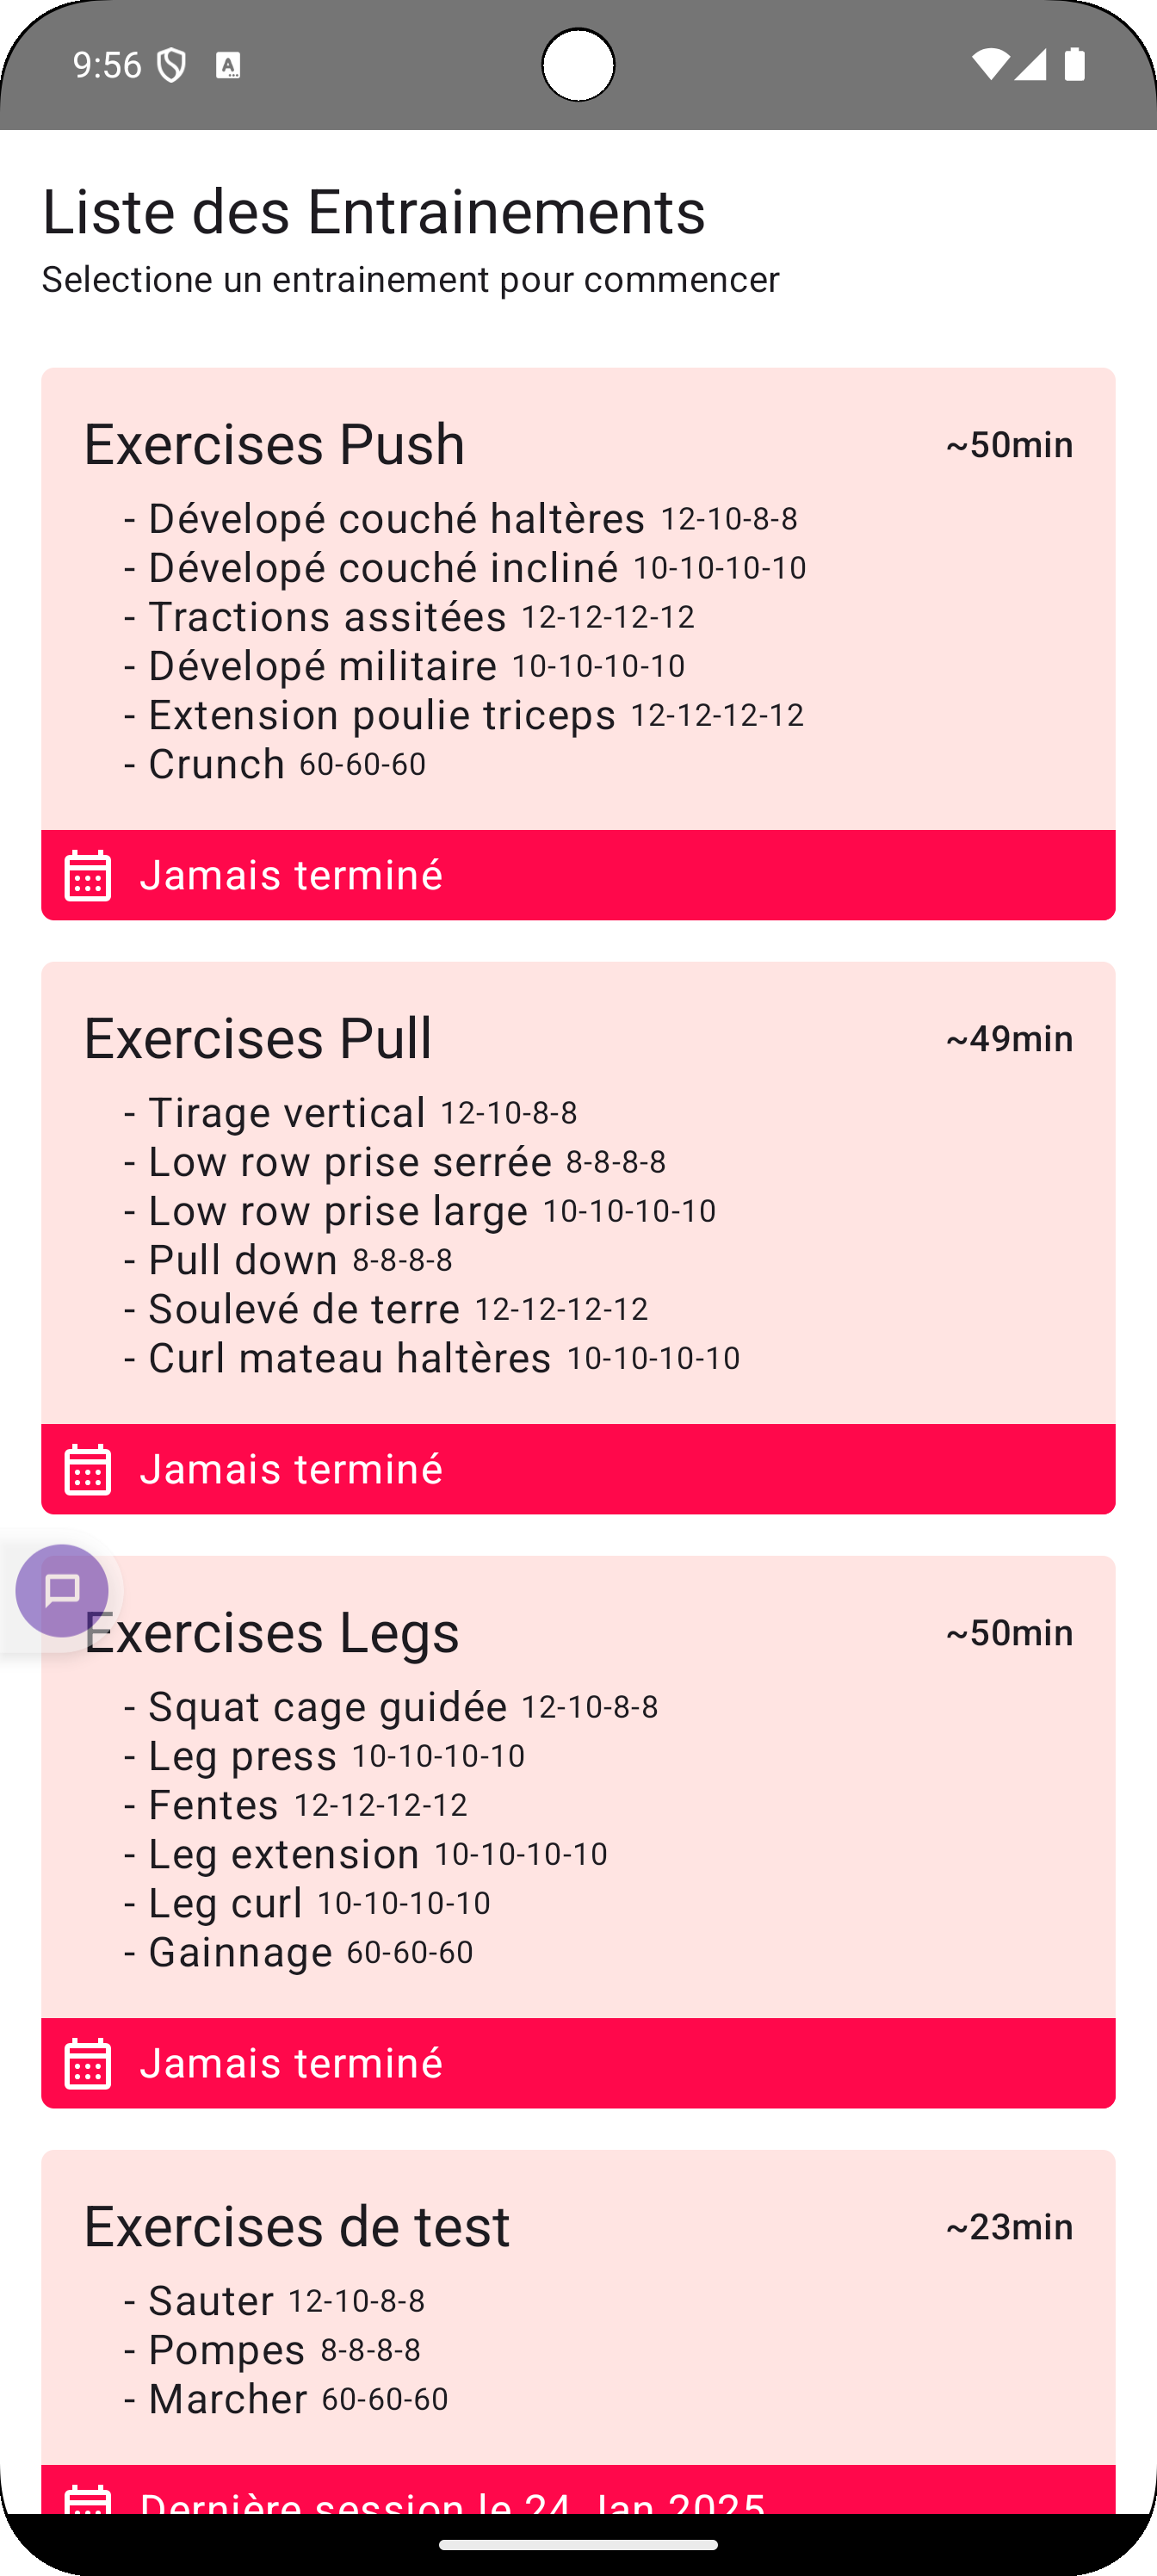 9:56
Liste des Entrainements
Selectione un entrainement pour commencer
Exercises Push ~50min
- Dévelopé couché haltères 12-10-8-8
- Dévelopé couché incliné 10-10-10-10
- Tractions assitées 12-12-12-12
- Dévelopé militaire 10-10-10-10
- Extension poulie triceps 12-12-12-12
- Crunch 60-60-60
Jamais terminé
Exercises Pull ~49min
- Tirage vertical 12-10-8-8
- Low row prise serrée 8-8-8-8
- Low row prise large 10-10-10-10
- Pull down 8-8-8-8
- Soulevé de terre 12-12-12-12
- Curl mateau haltères 10-10-10-10
Jamais terminé
Exercises Legs ~50min
- Squat cage guidée 12-10-8-8
- Leg press 10-10-10-10
- Fentes 12-12-12-12
- Leg extension 10-10-10-10
- Leg curl 10-10-10-10
- Gainnage 60-60-60
Jamais terminé
Exercises de test ~23min
- Sauter 12-10-8-8
- Pompes 8-8-8-8
- Marcher 60-60-60
Dernière session le 24 Jan 2025